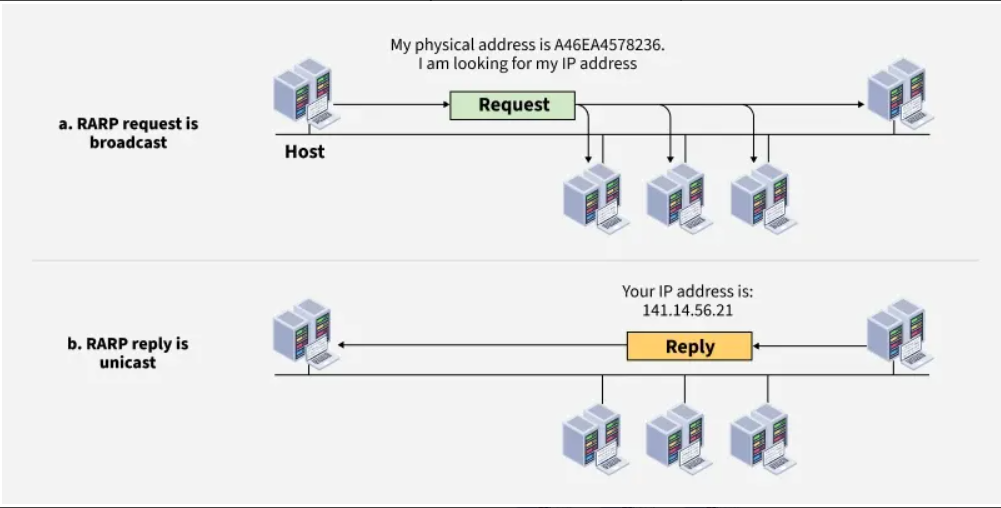 My physical address is A46EA4578236.
I am looking for my IP address
Request
a. RARP request is
broadcast
Host
Your IP address is:
141.14.56.21
b. RARP reply is
unicast
Reply